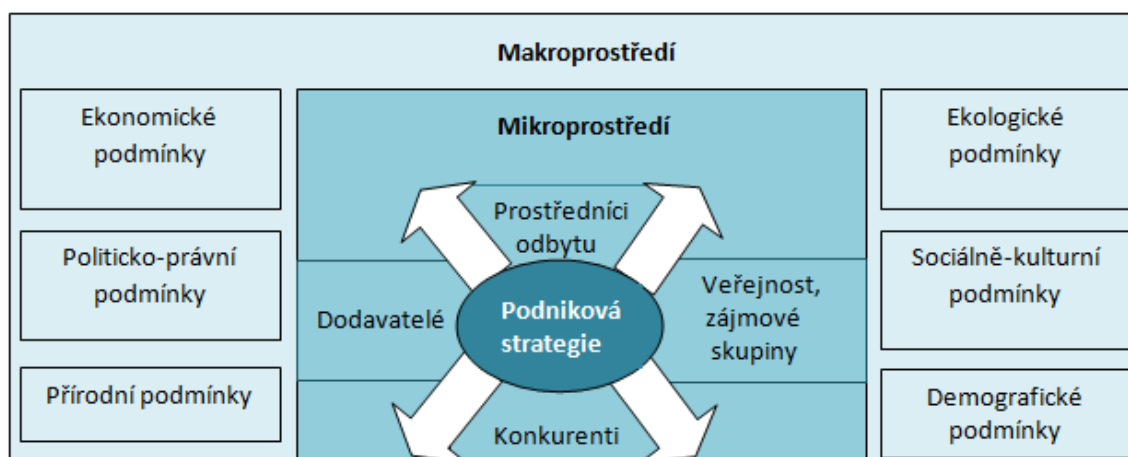 Makroprostředí
Ekonomické
podmínky
Mikroprostředí
Ekologické
podmínky
Prostředníci
odbytu
Politicko-právní
podmínky
Sociálně-kulturní
podmínky
Dodavatelé
Podniková
strategie
Veřejnost,
zájmové
skupiny
Přírodní podmínky
Konkurenti
Demografické
podmínky